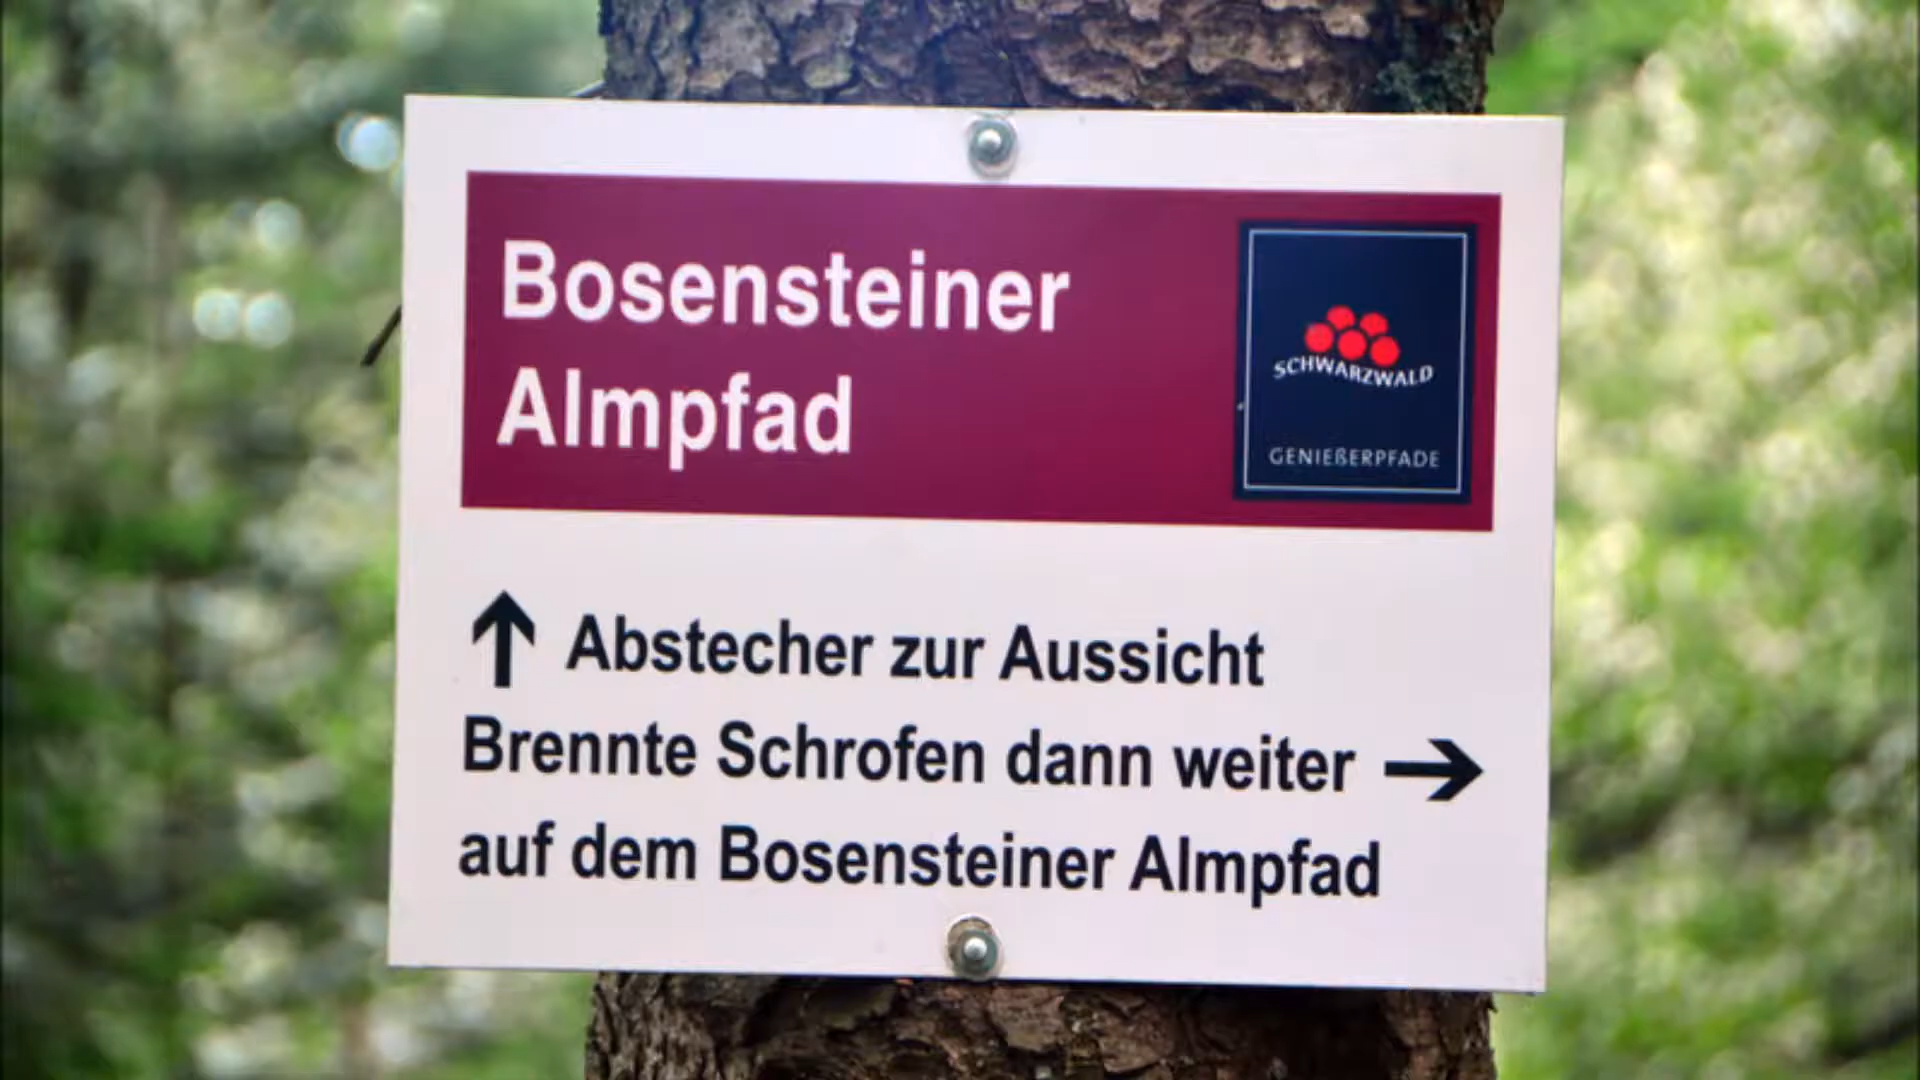 Bosensteiner
Almpfad
SCHWARZWALD
GENIEßERPFADE
↑ Abstecher zur Aussicht
Brennte Schrofen dann weiter →
auf dem Bosensteiner Almpfad